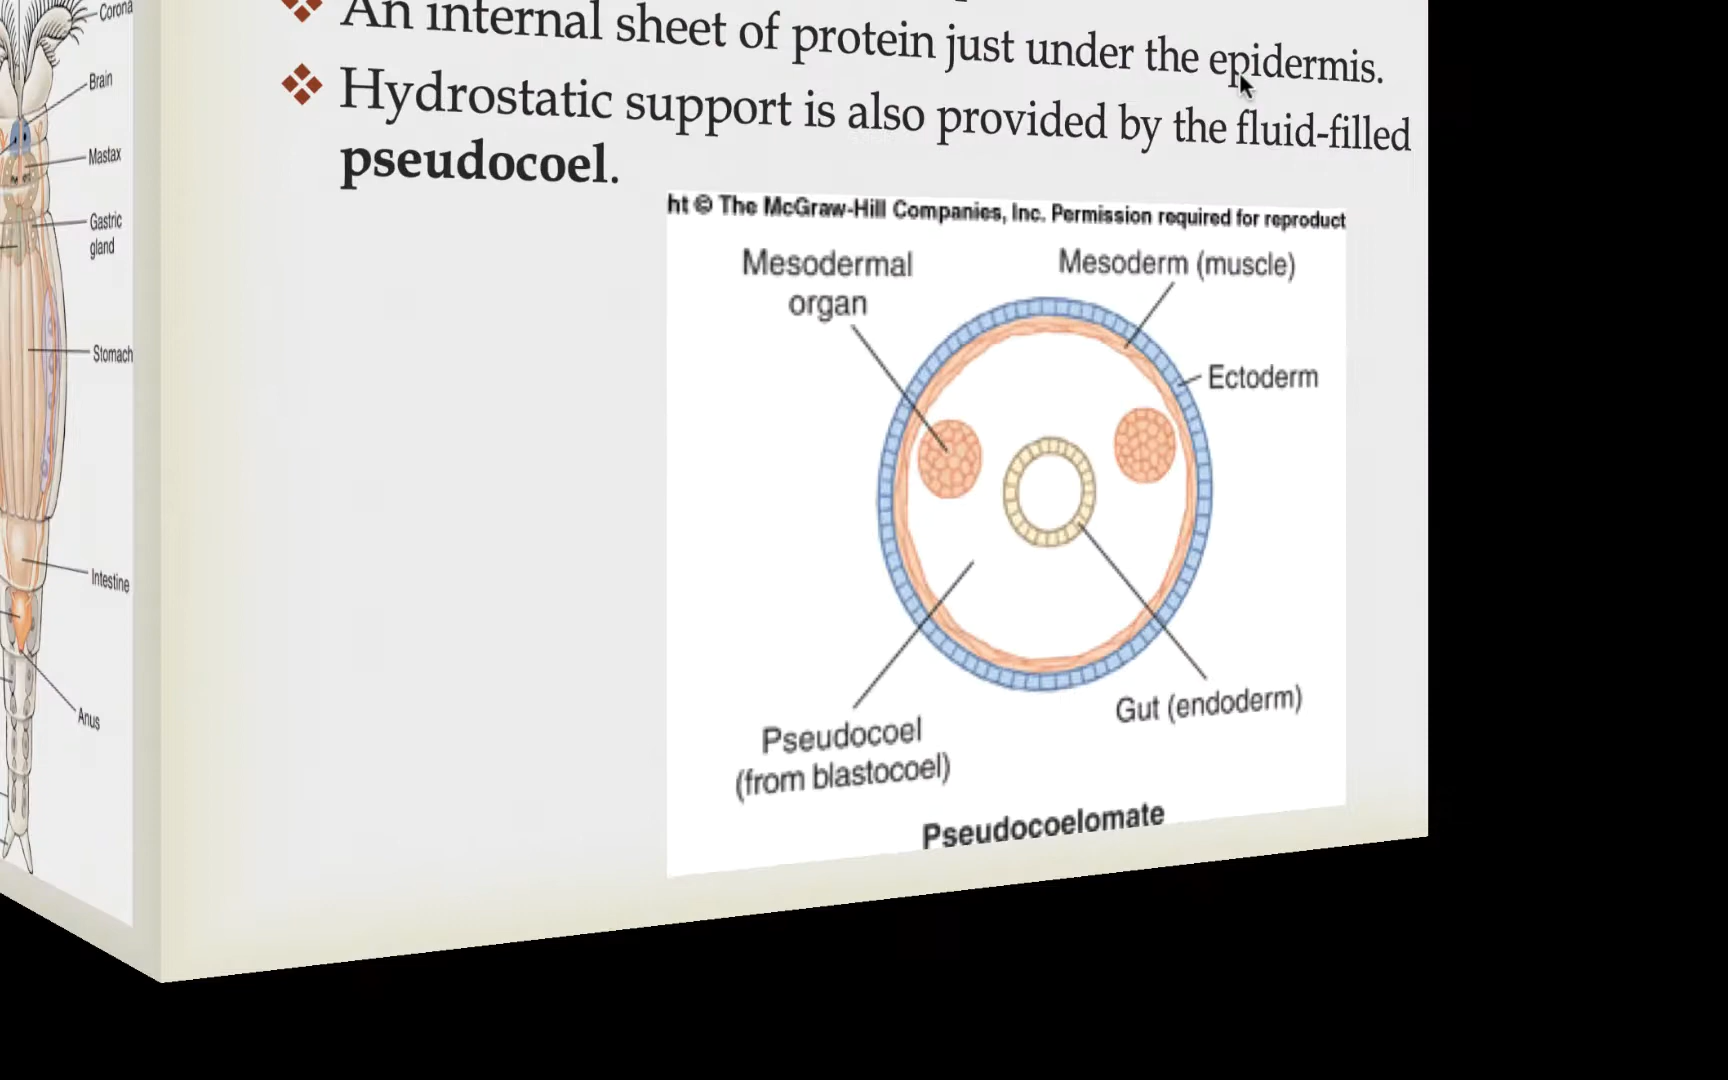 Corona
Brain
Mastax
Gastric
gland
Stomach
Intestine
Anus
❖ An internal sheet of protein just under the epidermis.
❖ Hydrostatic support is also provided by the fluid-filled
pseudocoel.
ht © The McGraw-Hill Companies, Inc. Permission required for reproduct
Mesodermal
organ
Mesoderm (muscle)
Ectoderm
Gut (endoderm)
Pseudocoel
(from blastocoel)
Pseudocoelomate